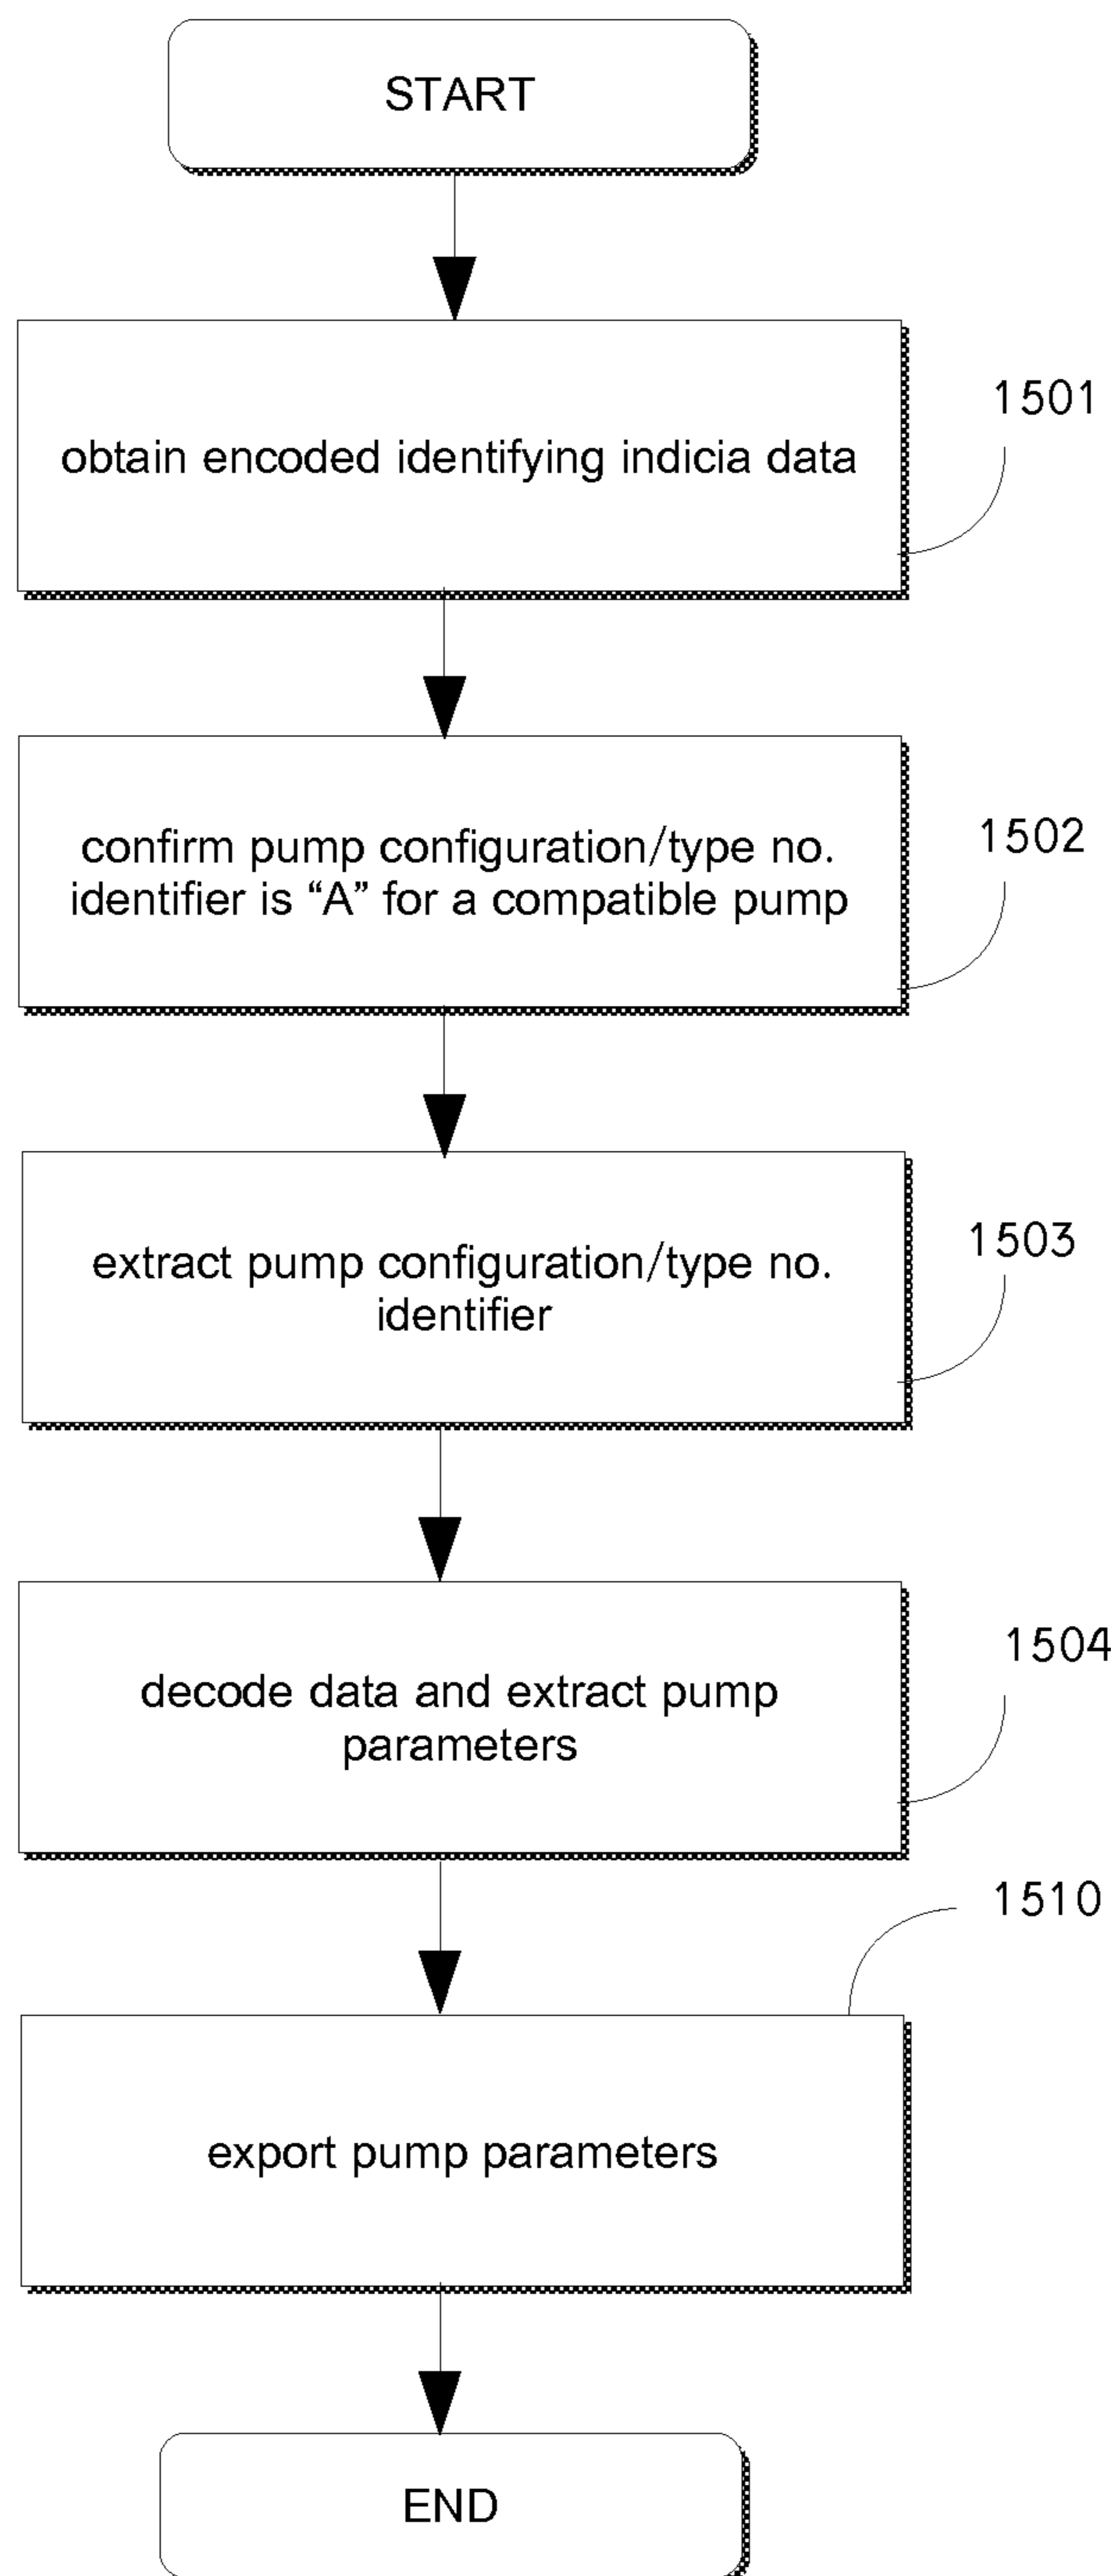 START
obtain encoded identifying indicia data
1501
confirm pump configuration/type no.
identifier is “A” for a compatible pump
1502
extract pump configuration/type no.
identifier
1503
decode data and extract pump
parameters
1504
1510
export pump parameters
END